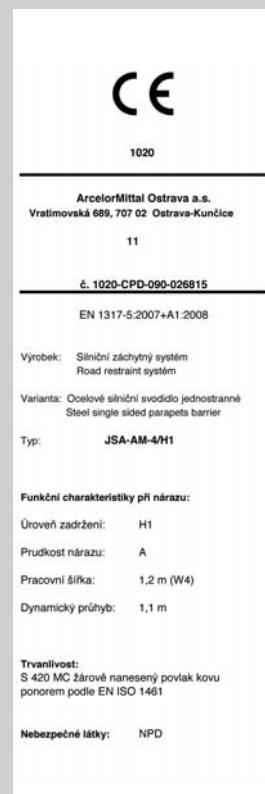 CE
1020
ArcelorMittal Ostrava a.s.
Vratimovská 689, 707 02 Ostrava-Kunčice
11
č. 1020-CPD-090-026815
EN 1317-5:2007+A1:2008
Výrobek: Silniční záchytný systém
Road restraint systém
Varianta: Ocelové silniční svodidlo jednostranné
Steel single sided parapets barrier
Typ: JSA-AM-4/H1
Funkční charakteristiky při nárazu:
Úroveň zadržení: H1
Prudkost nárazu: A
Pracovní šířka: 1,2 m (W4)
Dynamický průhyb: 1,1 m
Trvanlivost:
S 420 MC žárově nanesený povlak kovu
ponorem podle EN ISO 1461
Nebezpečné látky: NPD